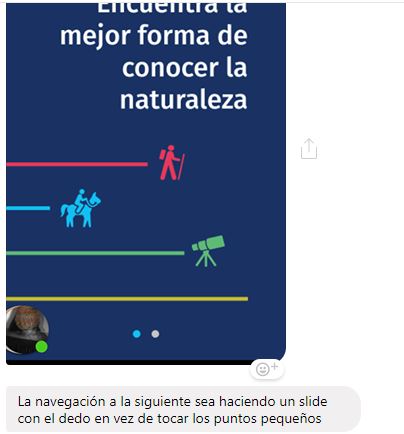 Encuentra la
mejor forma de
conocer la
naturaleza
La navegación a la siguiente sea haciendo un slide
con el dedo en vez de tocar los puntos pequeños